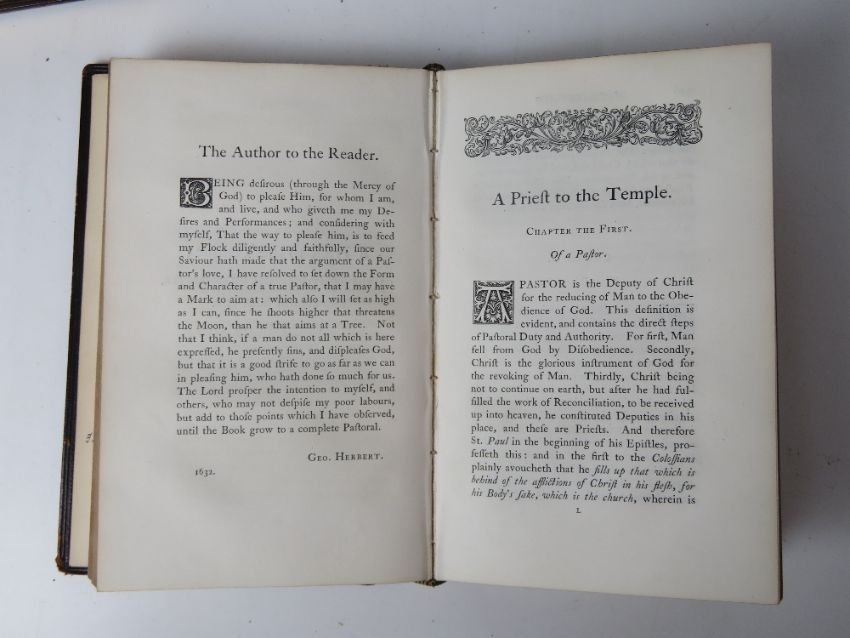 The Author to the Reader.
BEING deſirous (through the Mercy of
God) to pleaſe Him, for whom I am,
and live, and who giveth me my De-
ſires and Performances; and conſidering with
myſelf, That the way to pleaſe him, is to feed
my Flock diligently and faithfully, ſince our
Saviour hath made that the argument of a Paſ-
tor's love, I have reſolved to ſet down the Form
and Character of a true Paſtor, that I may have
a Mark to aim at: which alſo I will ſet as high
as I can, ſince he ſhoots higher that threatens
the Moon, than he that aims at a Tree. Not
that I think, if a man do not all which is here
expreſſed, he preſently ſins, and diſpleaſes God,
but that it is a good ſtrife to go as far as we can
in pleaſing him, who hath done ſo much for us.
The Lord proſper the intention to myſelf, and
others, who may not deſpiſe my poor labours,
but add to thoſe points which I have obſerved,
until the Book grow to a complete Paſtoral.
GEO. HERBERT.
1632.
A Prieſt to the Temple.
CHAPTER THE FIRST.
Of a Paſtor.
A PASTOR is the Deputy of Chriſt
for the reducing of Man to the Obe-
dience of God. This definition is
evident, and contains the direct ſteps
of Paſtoral Duty and Authority. For firſt, Man
fell from God by Diſobedience. Secondly,
Chriſt is the glorious inſtrument of God for
the revoking of Man. Thirdly, Chriſt being
not to continue on earth, but after he had ful-
filled the work of Reconciliation, to be received
up into heaven, he conſtituted Deputies in his
place, and theſe are Prieſts. And therefore
St. Paul in the beginning of his Epiſtles, pro-
feſſeth this: and in the firſt to the Coloſſians
plainly avoucheth that he fills up that which is
behind of the afflictions of Chriſt in his fleſh, for
his Body's ſake, which is the church, wherein is
L